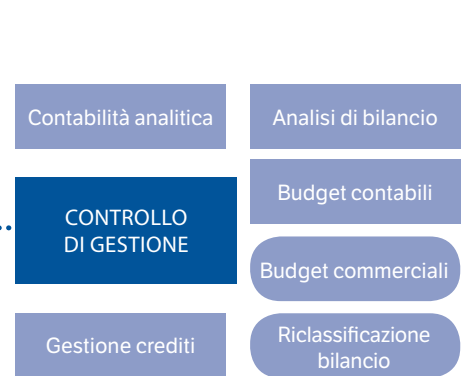 Contabilità analitica
Analisi di bilancio
CONTROLLO
DI GESTIONE
Budget contabili
Budget commerciali
Gestione crediti
Riclassificazione
bilancio